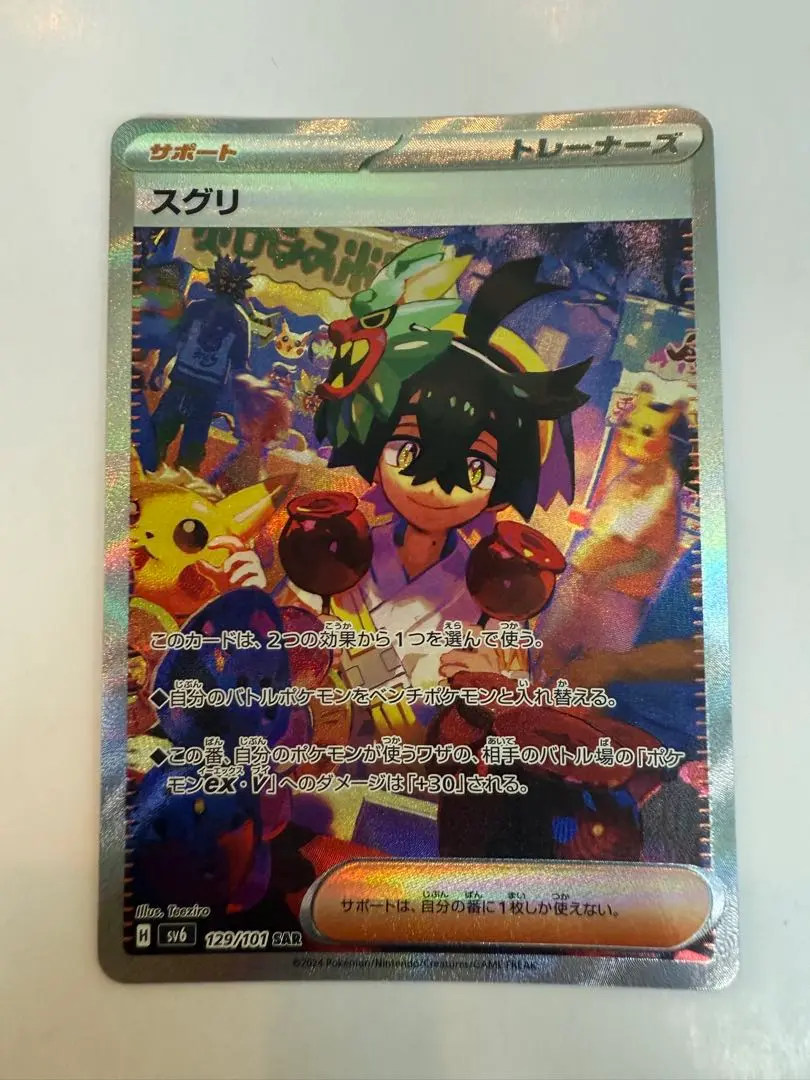 サポート トレーナーズ
スグリ
このカードは、2つの効果から1つを選んで使う。
◆自分のバトルポケモンをベンチポケモンと入れ替える。
◆この番、自分のポケモンが使うワザの、相手のバトル場の「ポケ
モンex・V」へのダメージは「+30」される。
サポートは、自分の番に1枚しか使えない。
Illus. Teeziro
H sv6 129/101 SAR
©2024 Pokémon/Nintendo/Creatures/GAME FREAK